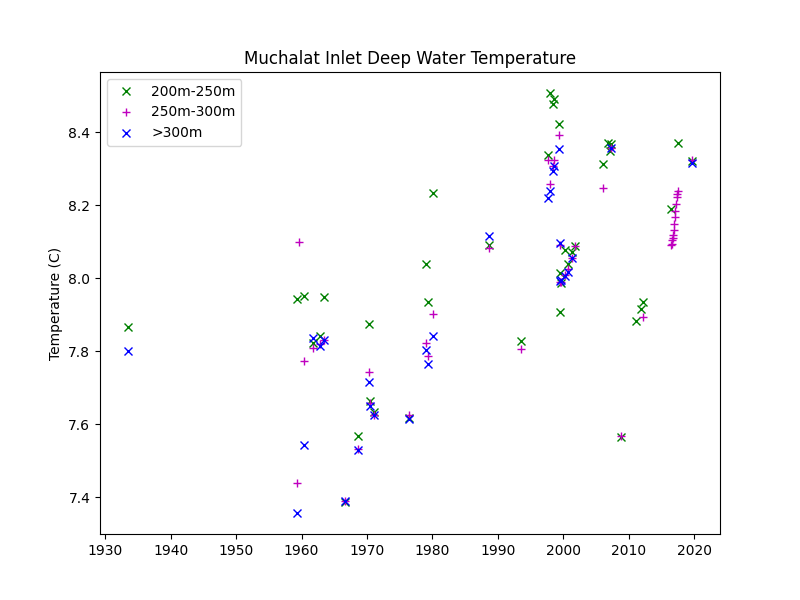 Muchalat Inlet Deep Water Temperature
200m-250m
250m-300m
>300m
Temperature (C)
8.4
8.2
8.0
7.8
7.6
7.4
1930 1940 1950 1960 1970 1980 1990 2000 2010 2020